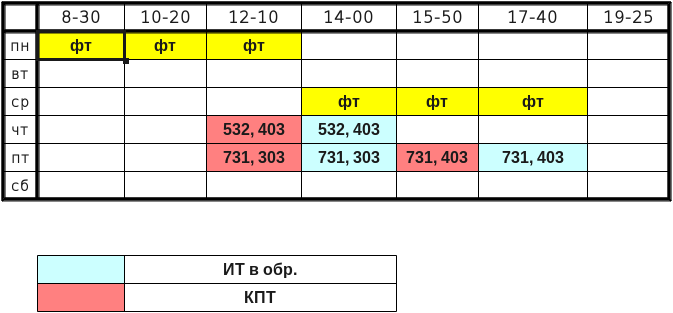 8-30 10-20 12-10 14-00 15-50 17-40 19-25
пн фт фт фт
вт
ср фт фт фт
чт 532, 403 532, 403
пт 731, 303 731, 303 731, 403 731, 403
сб
ИТ в обр.
КПТ